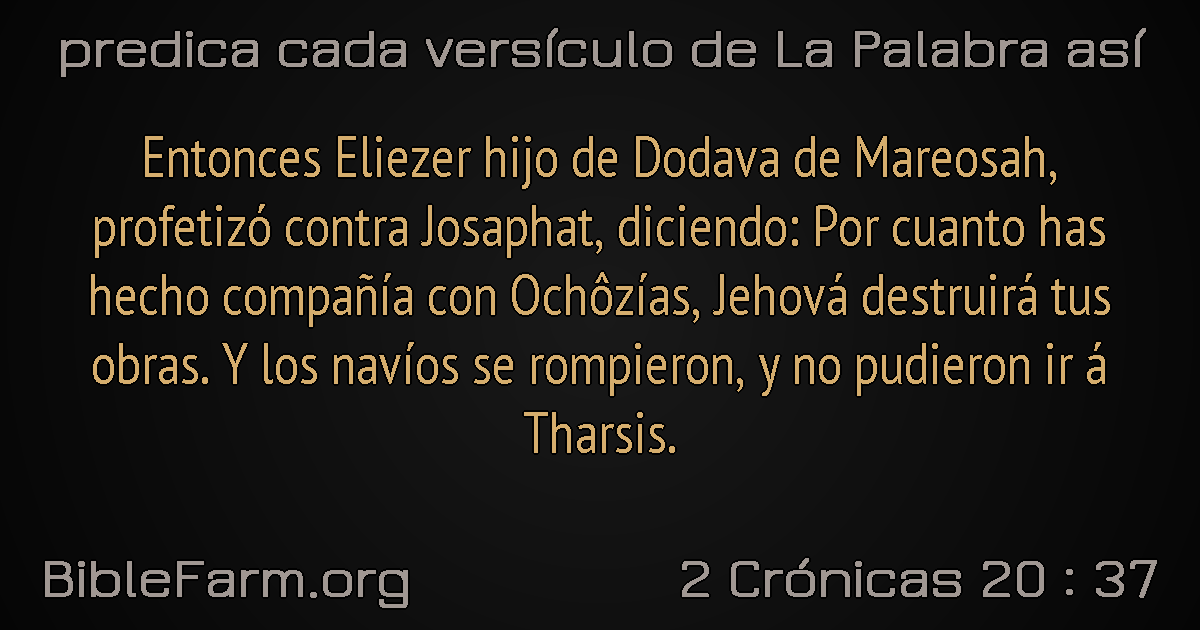 predica cada versículo de La Palabra así
Entonces Eliezer hijo de Dodava de Mareosah,
profetizó contra Josaphat, diciendo: Por cuanto has
hecho compañía con Ochôzías, Jehová destruirá tus
obras. Y los navíos se rompieron, y no pudieron ir á
Tharsis.
BibleFarm.org
2 Crónicas 20 : 37